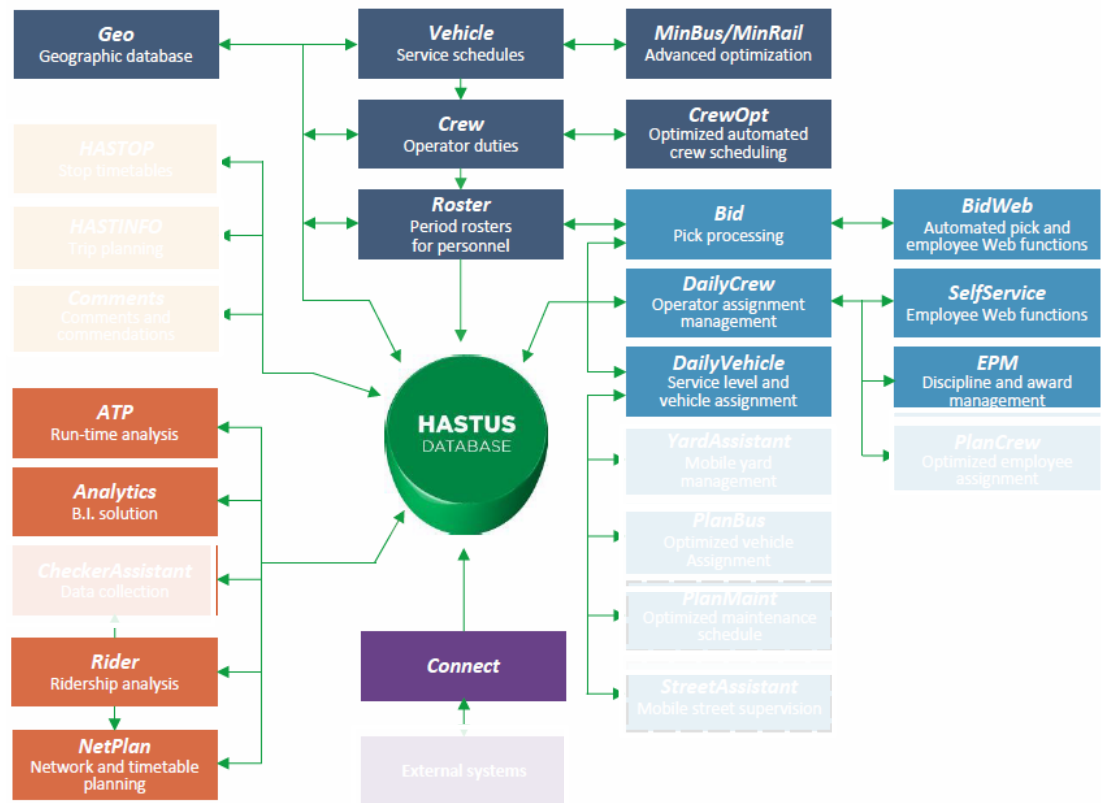 Geo
Geographic database
Vehicle
Service schedules
MinBus/MinRail
Advanced optimization
Crew
Operator duties
CrewOpt
Optimized automated
crew scheduling
HASTOP
Stop timetables
Roster
Period rosters
for personnel
Bid
Pick processing
BidWeb
Automated pick and
employee Web functions
HASTINFO
Trip planning
Comments
Comments and
commendations
DailyCrew
Operator assignment
management
SelfService
Employee Web functions
DailyVehicle
Service level and
vehicle assignment
EPM
Discipline and award
management
HASTUS
DATABASE
ATP
Run-time analysis
YardAssistant
Mobile yard
management
PlanCrew
Optimized employee
assignment
Analytics
B.I. solution
PlanBus
Optimized vehicle
Assignment
CheckerAssistant
Data collection
PlanMaint
Optimized maintenance
schedule
Rider
Ridership analysis
Connect
StreetAssistant
Mobile street supervision
NetPlan
Network and timetable
planning
External systems